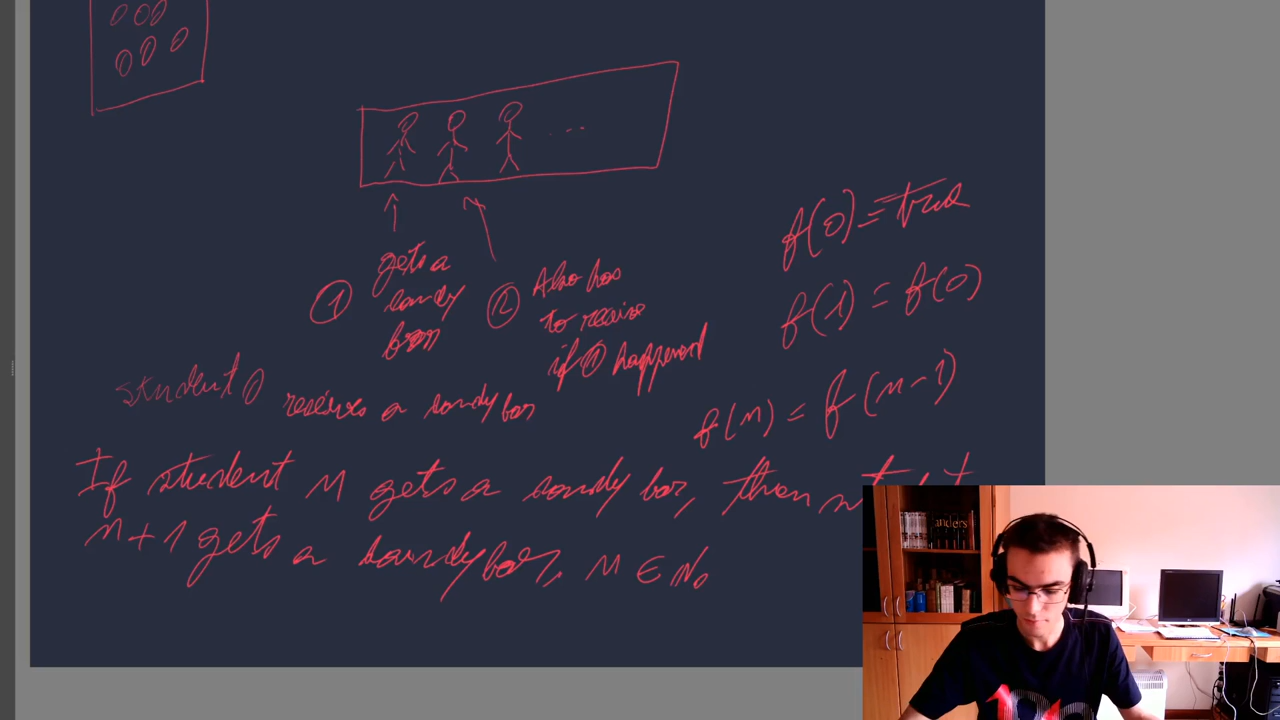 gets a
① candy
bar
② Also has
to receive
if ① happened
f(0) = true
f(1) = f(0)
f(n) = f(n-1)
student 0 receives a candy bar
If student n gets a candy bar, then
n+1 gets a candy bar, n ∈ N₀
anders